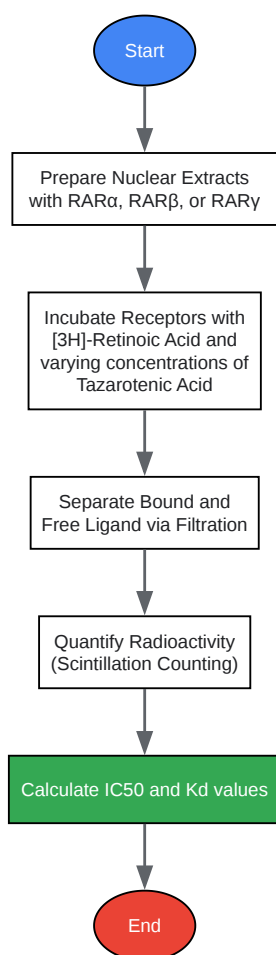 Start
Prepare Nuclear Extracts
with RARα, RARβ, or RARγ
Incubate Receptors with
[3H]-Retinoic Acid and
varying concentrations of
Tazarotenic Acid
Separate Bound and
Free Ligand via Filtration
Quantify Radioactivity
(Scintillation Counting)
Calculate IC50 and Kd values
End